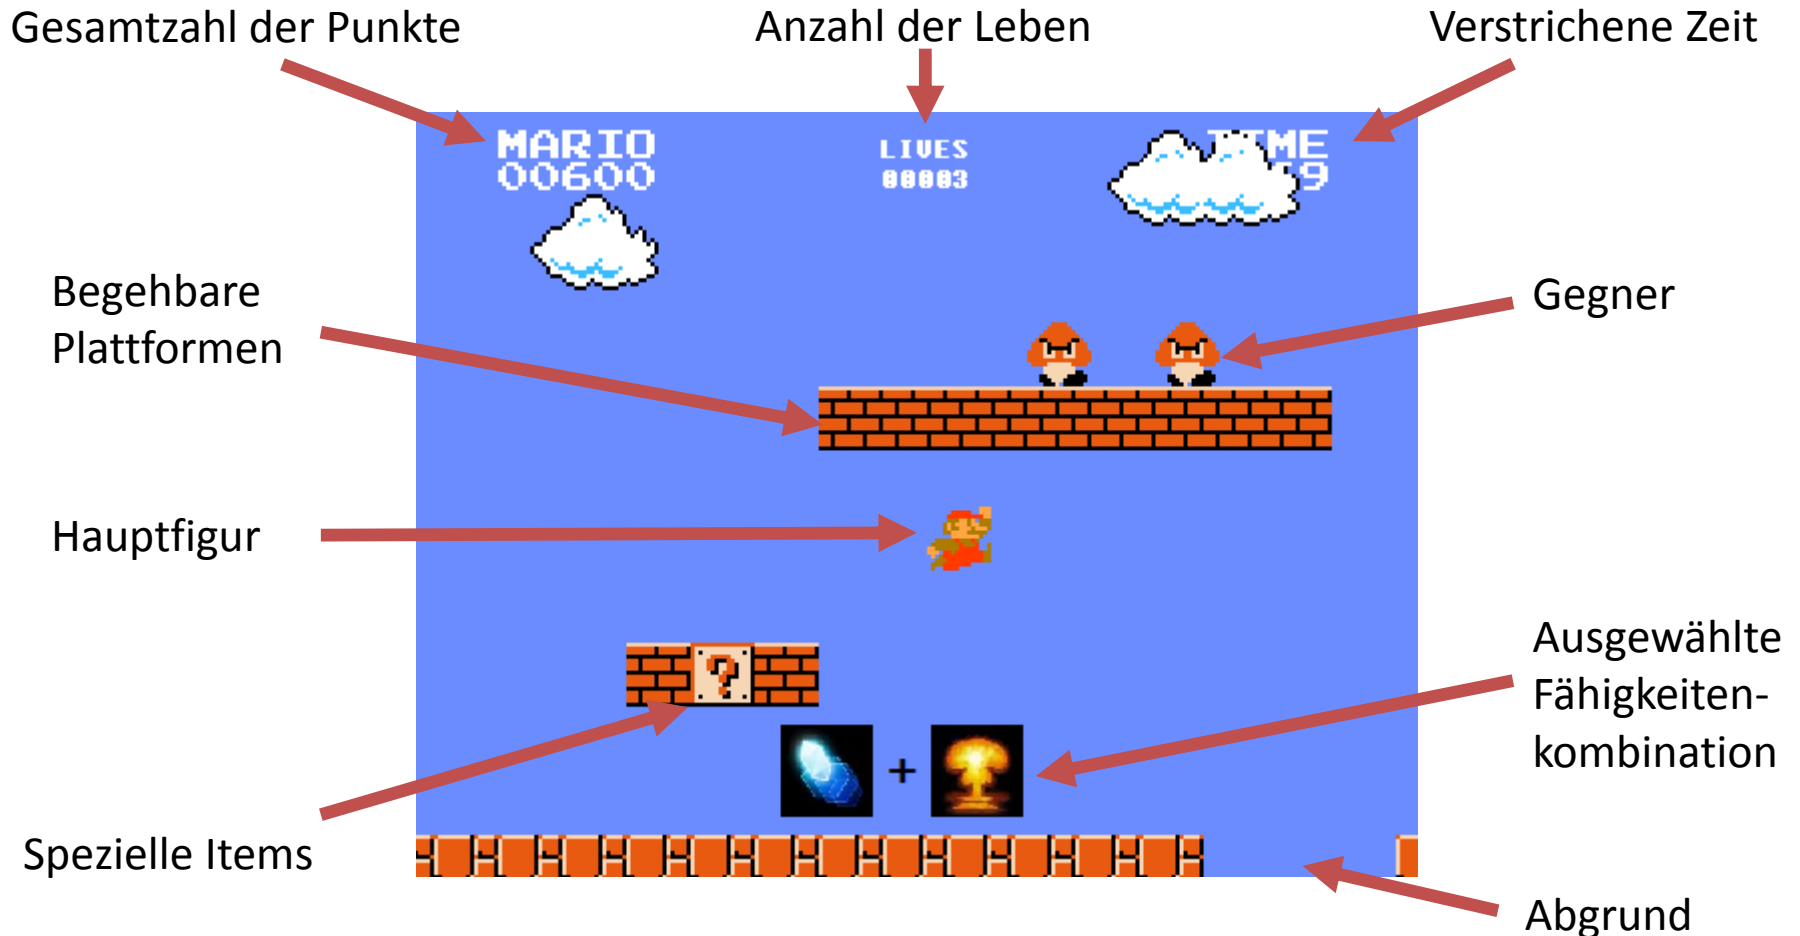 Gesamtzahl der Punkte
Anzahl der Leben
Verstrichene Zeit
MARIO
00600
LIVES
00003
Begehbare
Plattformen
Gegner
Hauptfigur
?
Ausgewählte
Fähigkeiten-
kombination
+
Spezielle Items
Abgrund